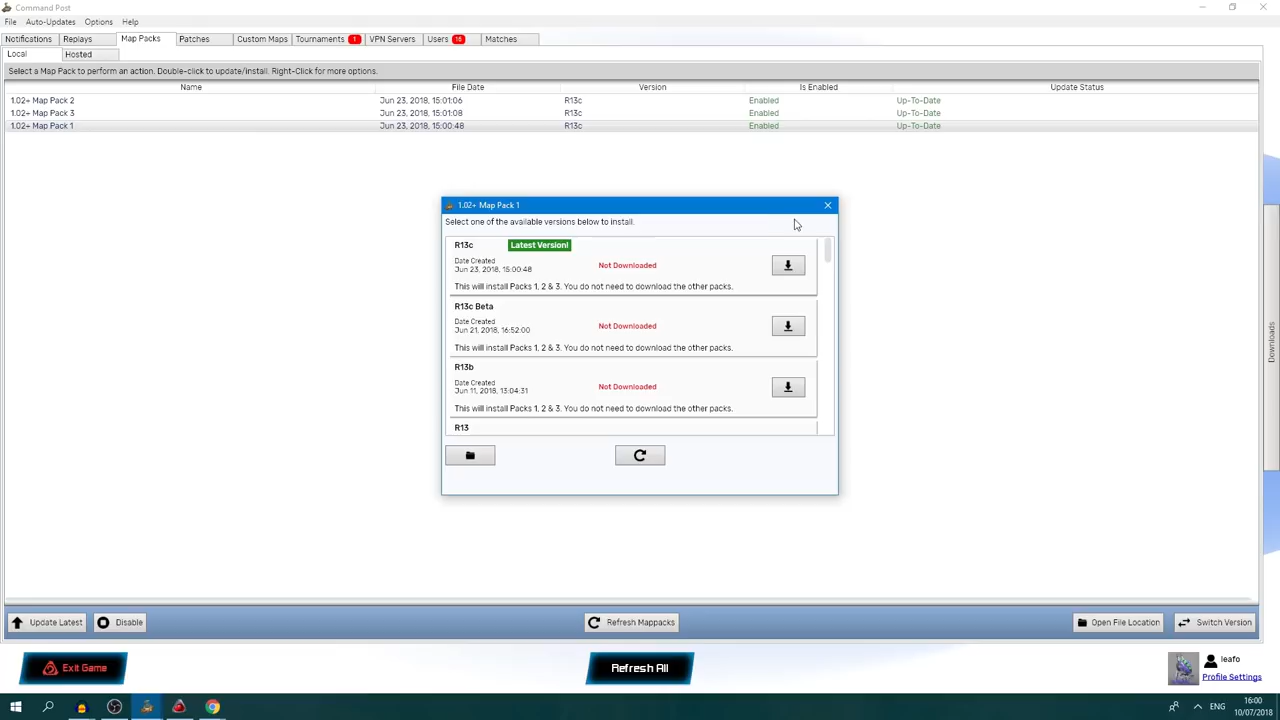 Command Post
File Auto-Updates Options Help
Notifications Replays Map Packs Patches Custom Maps Tournaments 1 VPN Servers Users 16 Matches
Local Hosted
Select a Map Pack to perform an action. Double-click to update/install. Right-Click for more options.
Name File Date Version Is Enabled Update Status
1.02+ Map Pack 2 Jun 23, 2018, 15:01:06 R13c Enabled Up-To-Date
1.02+ Map Pack 3 Jun 23, 2018, 15:01:08 R13c Enabled Up-To-Date
1.02+ Map Pack 1 Jun 23, 2018, 15:00:48 R13c Enabled Up-To-Date
1.02+ Map Pack 1
Select one of the available versions below to install.
R13c Latest Version!
Date Created
Jun 23, 2018, 15:00:48 Not Downloaded
This will install Packs 1, 2 & 3. You do not need to download the other packs.
R13c Beta
Date Created
Jun 21, 2018, 16:52:00 Not Downloaded
This will install Packs 1, 2 & 3. You do not need to download the other packs.
R13b
Date Created
Jun 11, 2018, 13:04:31 Not Downloaded
This will install Packs 1, 2 & 3. You do not need to download the other packs.
R13
Downloads
Update Latest Disable Refresh Mappacks Open File Location Switch Version
Exit Game Refresh All leafo
Profile Settings
ENG 16:00
10/07/2018